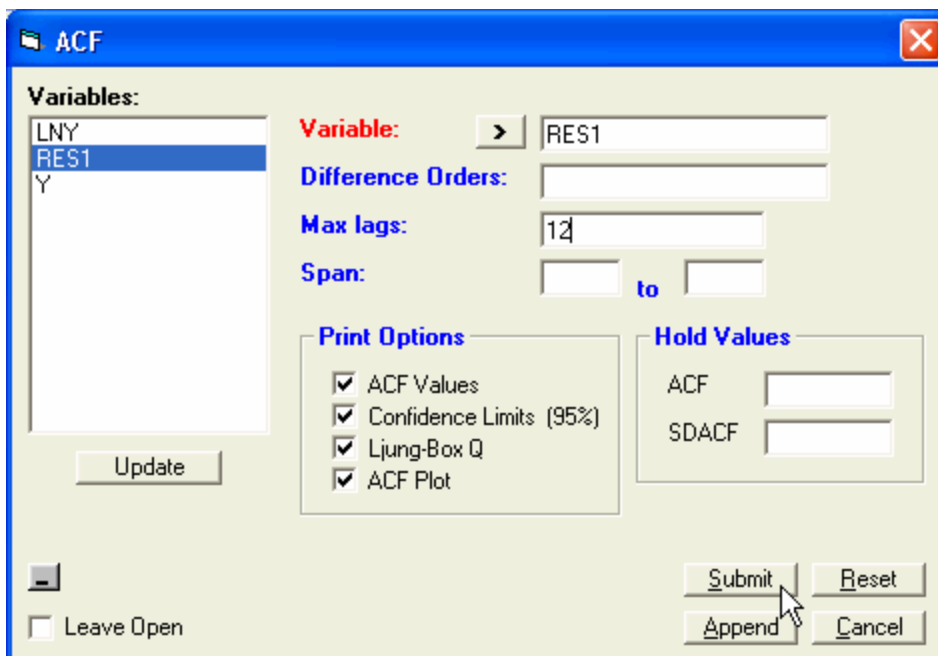 ACF
Variables:
LNY
RES1
Y
Update
Variable: > RES1
Difference Orders:
Max lags: 12
Span: to
Print Options
ACF Values
Confidence Limits (95%)
Ljung-Box Q
ACF Plot
Hold Values
ACF
SDACF
Leave Open
Submit Reset
Append Cancel